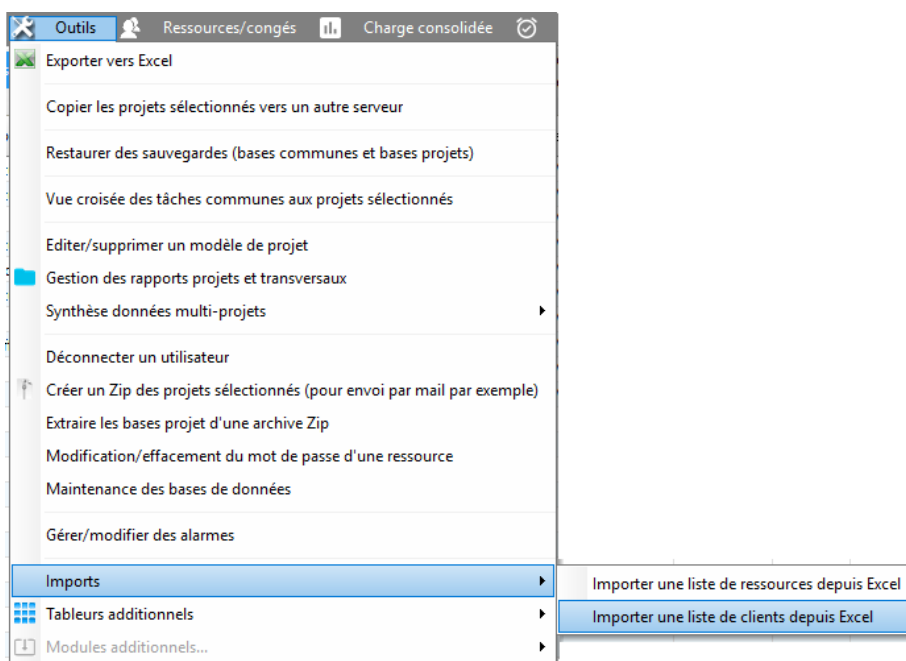 Outils Ressources/congés Charge consolidée
Exporter vers Excel
Copier les projets sélectionnés vers un autre serveur
Restaurer des sauvegardes (bases communes et bases projets)
Vue croisée des tâches communes aux projets sélectionnés
Editer/supprimer un modèle de projet
Gestion des rapports projets et transversaux
Synthèse données multi-projets
Déconnecter un utilisateur
Créer un Zip des projets sélectionnés (pour envoi par mail par exemple)
Extraire les bases projet d'une archive Zip
Modification/effacement du mot de passe d'une ressource
Maintenance des bases de données
Gérer/modifier des alarmes
Imports
Importer une liste de ressources depuis Excel
Importer une liste de clients depuis Excel
Tableurs additionnels
Modules additionnels...